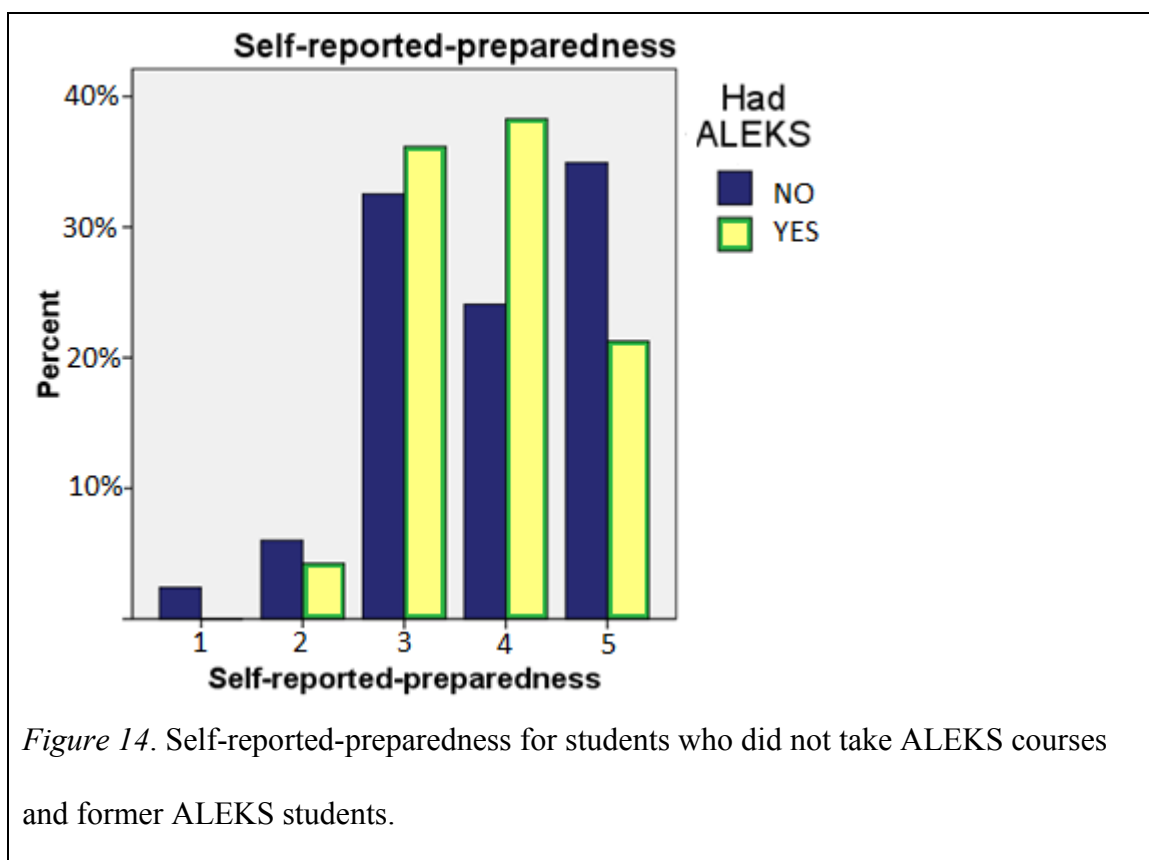 Self-reported-preparedness
40%
30%
20%
10%
Percent
1 2 3 4 5
Self-reported-preparedness
Had
ALEKS
NO
YES
Figure 14. Self-reported-preparedness for students who did not take ALEKS courses
and former ALEKS students.